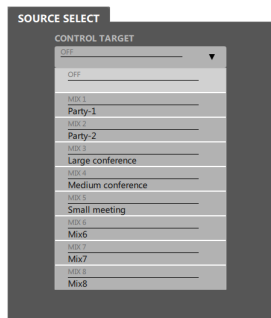 SOURCE SELECT
CONTROL TARGET
OFF
▼
OFF
MIX 1
Party-1
MIX 2
Party-2
MIX 3
Large conference
MIX 4
Medium conference
MIX 5
Small meeting
MIX 6
Mix6
MIX 7
Mix7
MIX 8
Mix8